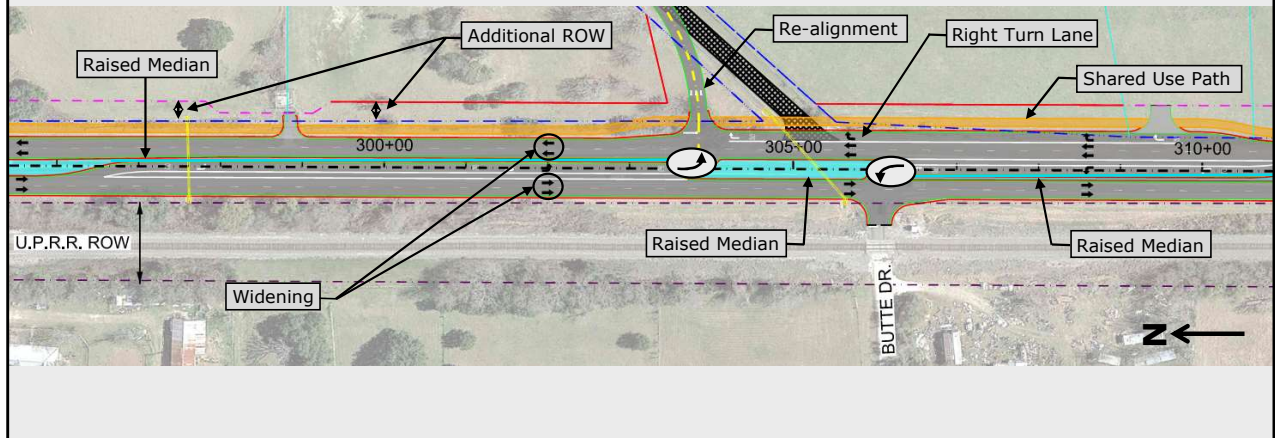 Additional ROW
Re-alignment
Right Turn Lane
Raised Median
Shared Use Path
300+00
305+00
310+00
U.P.R.R. ROW
Raised Median
Raised Median
Widening
BUTTE DR.
N